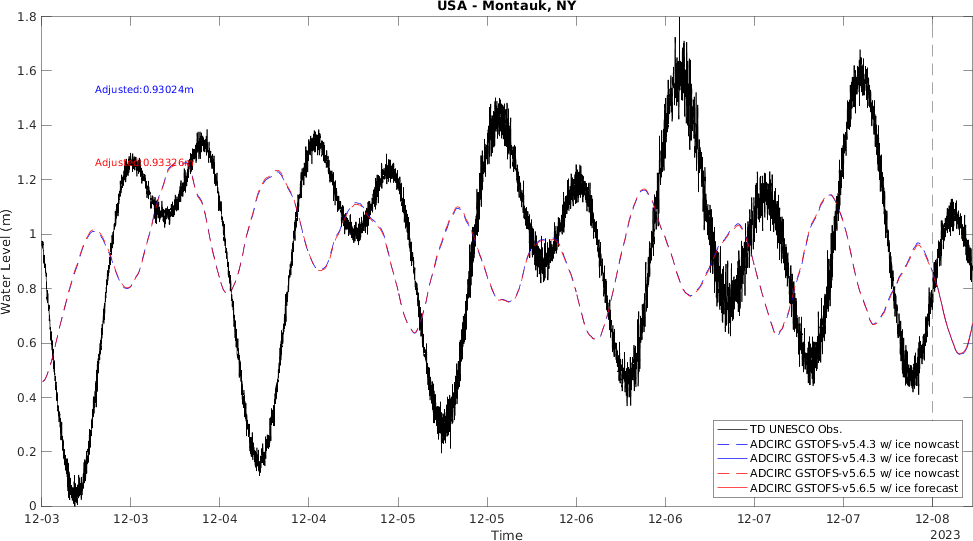 USA - Montauk, NY
1.8
1.6
1.4
1.2
1
0.8
0.6
0.4
0.2
0
Water Level (m)
Adjusted:0.93024m
Adjusted:0.93326m
TD UNESCO Obs.
ADCIRC GSTOFS-v5.4.3 w/ ice nowcast
ADCIRC GSTOFS-v5.4.3 w/ ice forecast
ADCIRC GSTOFS-v5.6.5 w/ ice nowcast
ADCIRC GSTOFS-v5.6.5 w/ ice forecast
12-03 12-03 12-04 12-04 12-05 12-05 12-06 12-06 12-07 12-07 12-08
2023
Time